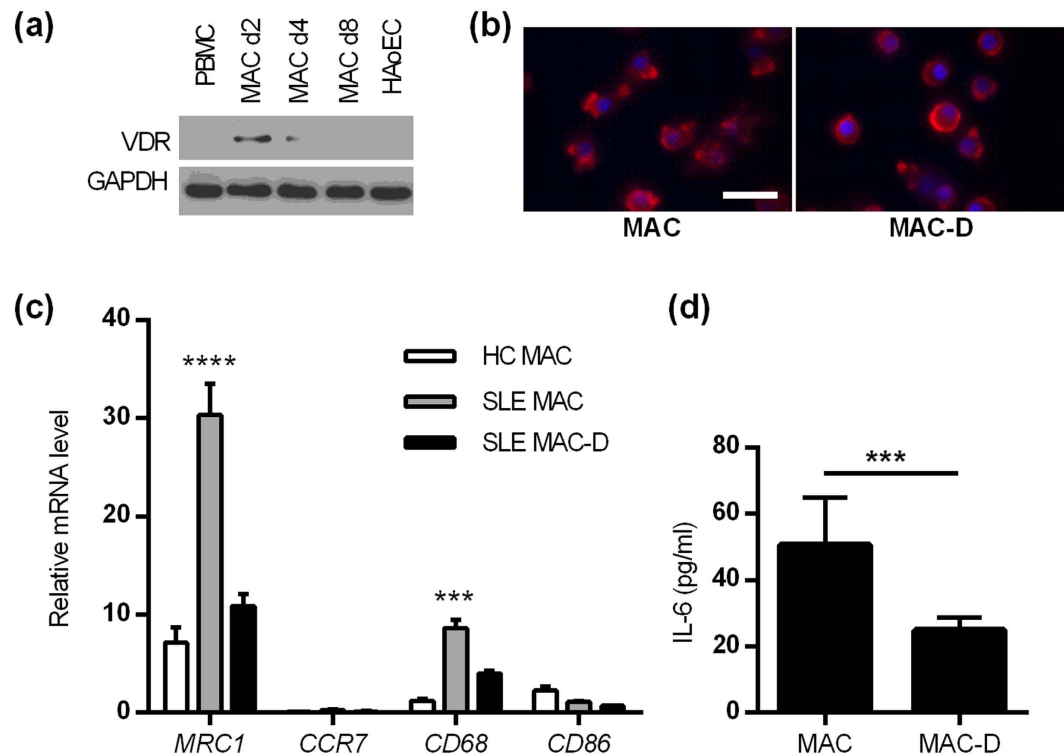 (a)
PBMC
MAC d2
MAC d4
MAC d8
HAoEC
VDR
GAPDH
(b)
MAC
MAC-D
(c)
Relative mRNA level
40
30
20
10
0
****
***
HC MAC
SLE MAC
SLE MAC-D
MRC1
CCR7
CD68
CD86
(d)
IL-6 (pg/ml)
80
60
40
20
0
***
MAC
MAC-D